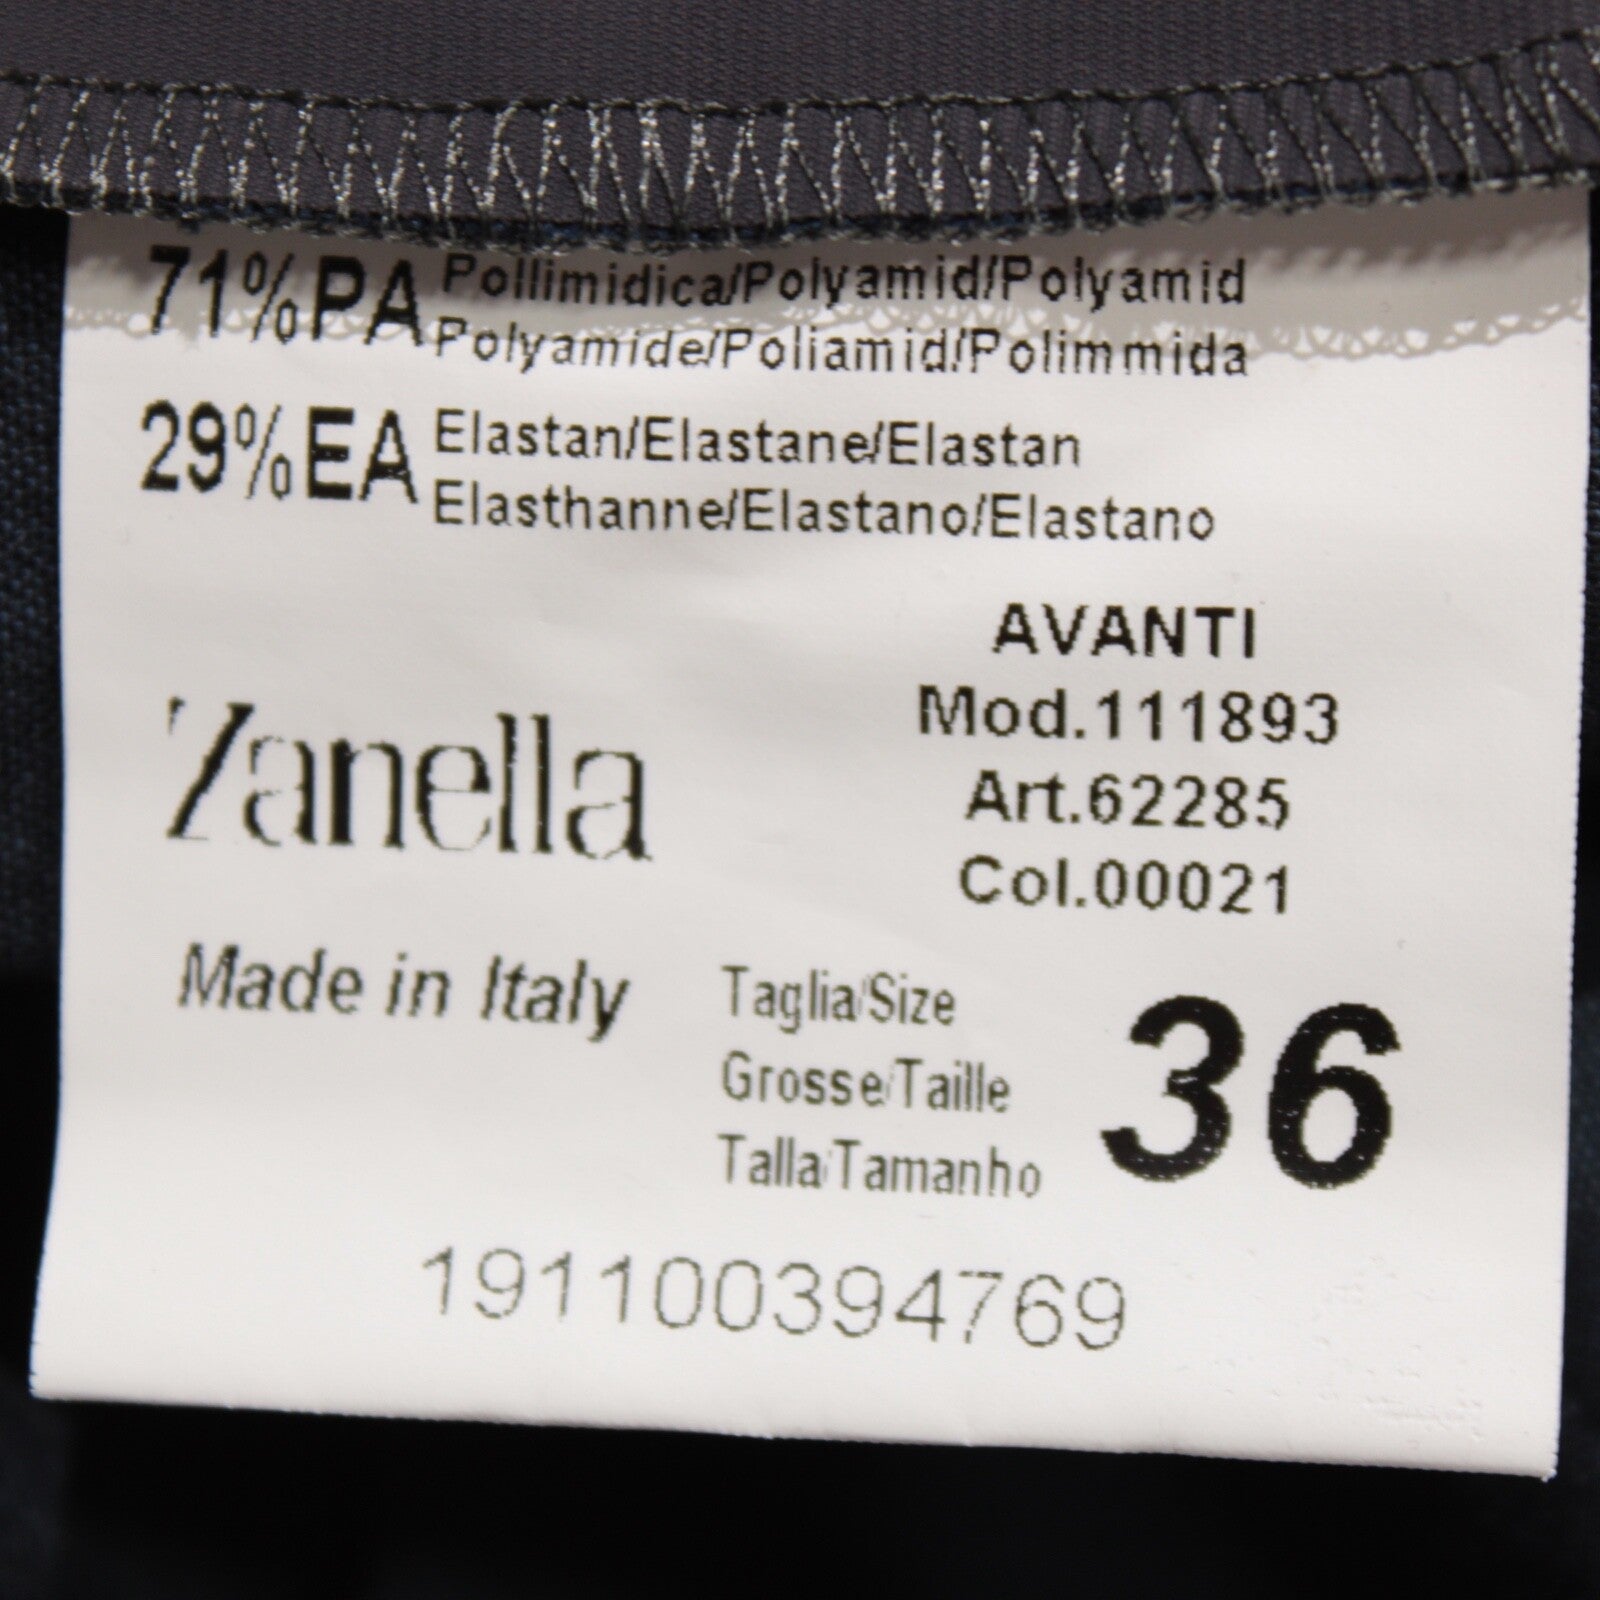 71%PA Pollimidica/Polyamid/Polyamid
Polyamide/Poliamid/Polimmida
29%EA Elastan/Elastane/Elastan
Elasthanne/Elastano/Elastano
AVANTI
Mod.111893
Art.62285
Col.00021
Zanella
Made in Italy
Taglia/Size
Grosse/Taille
Talla/Tamanho
36
191100394769